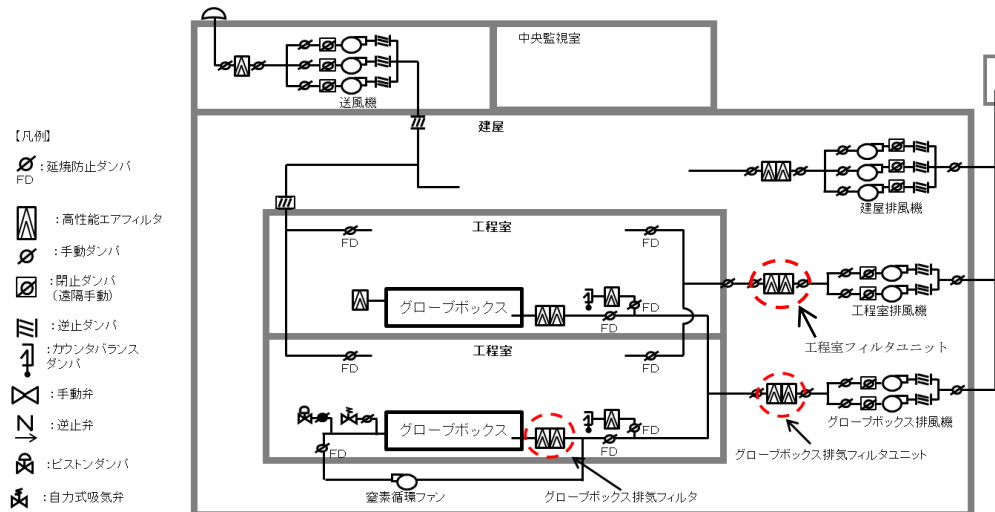 中央監視室
送風機
建屋
【凡例】
:延焼防止ダンパ
FD
:高性能エアフィルタ
:手動ダンパ
:閉止ダンパ
(遠隔手動)
:逆止ダンパ
:カウンタバランス
ダンパ
:手動弁
N
:逆止弁
:ピストンダンパ
:自力式吸気弁
建屋排風機
工程室
FD
FD
グローブボックス
FD
FD
工程室排風機
工程室フィルタユニット
工程室
FD
FD
グローブボックス
FD
FD
FD
グローブボックス排風機
グローブボックス排気フィルタユニット
窒素循環ファン
グローブボックス排気フィルタ